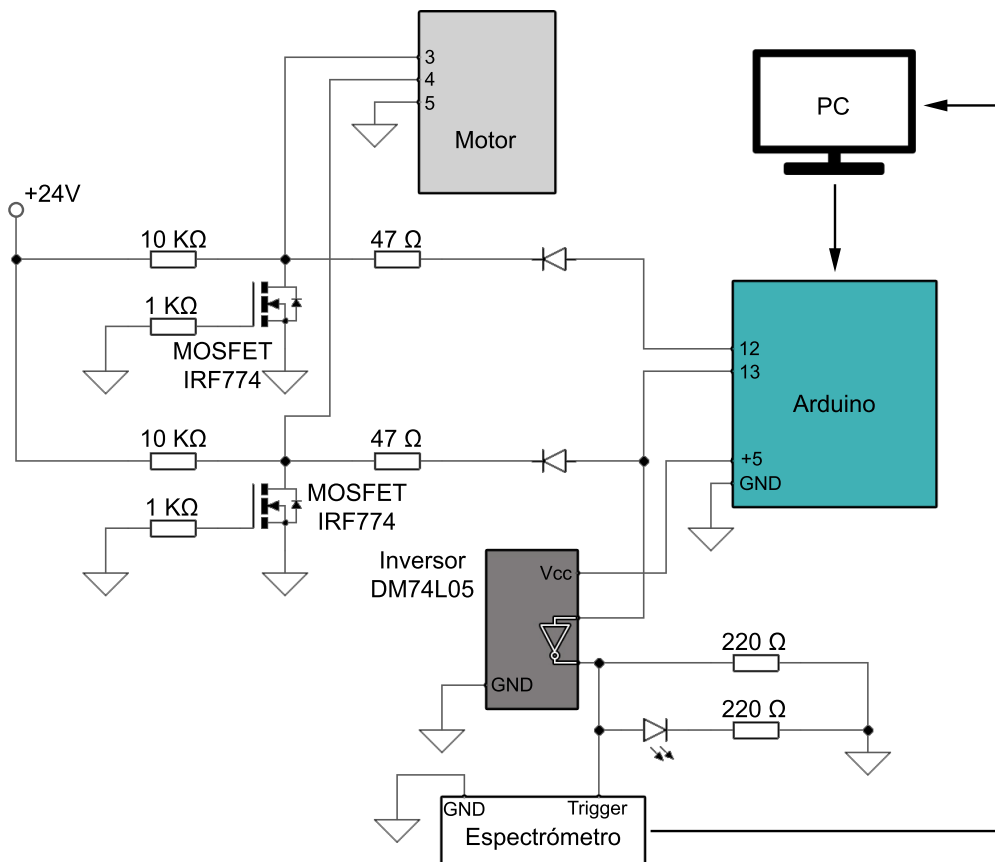 3
4
5
Motor
PC
+24V
10 KΩ
47 Ω
1 KΩ
MOSFET
IRF774
12
13
Arduino
+5
GND
10 KΩ
47 Ω
1 KΩ
MOSFET
IRF774
Inversor
DM74L05
Vcc
GND
220 Ω
220 Ω
GND
Trigger
Espectrómetro